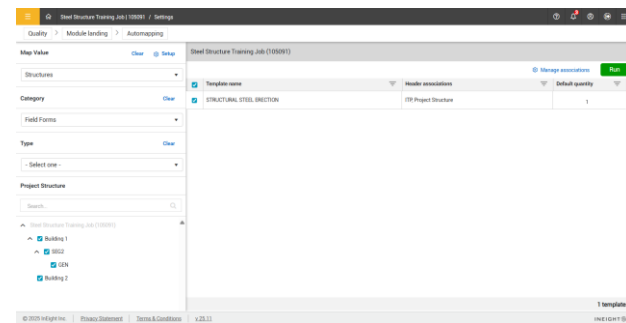 Steel Structure Training Job | 105091 / Settings
Quality > Module landing > Automapping
Map Value Clear Setup
Structures
Category Clear
Field Forms
Type Clear
- Select one -
Project Structure
Search...
Steel Structure Training Job (105091)
Building 1
SEG2
GEN
Building 2
Steel Structure Training Job (105091)
Manage associations Run
Template name Header associations Default quantity
STRUCTURAL STEEL ERECTION ITP, Project Structure 1
1 template
© 2025 InEight Inc. Privacy Statement Terms & Conditions v 25.11
INEIGHT